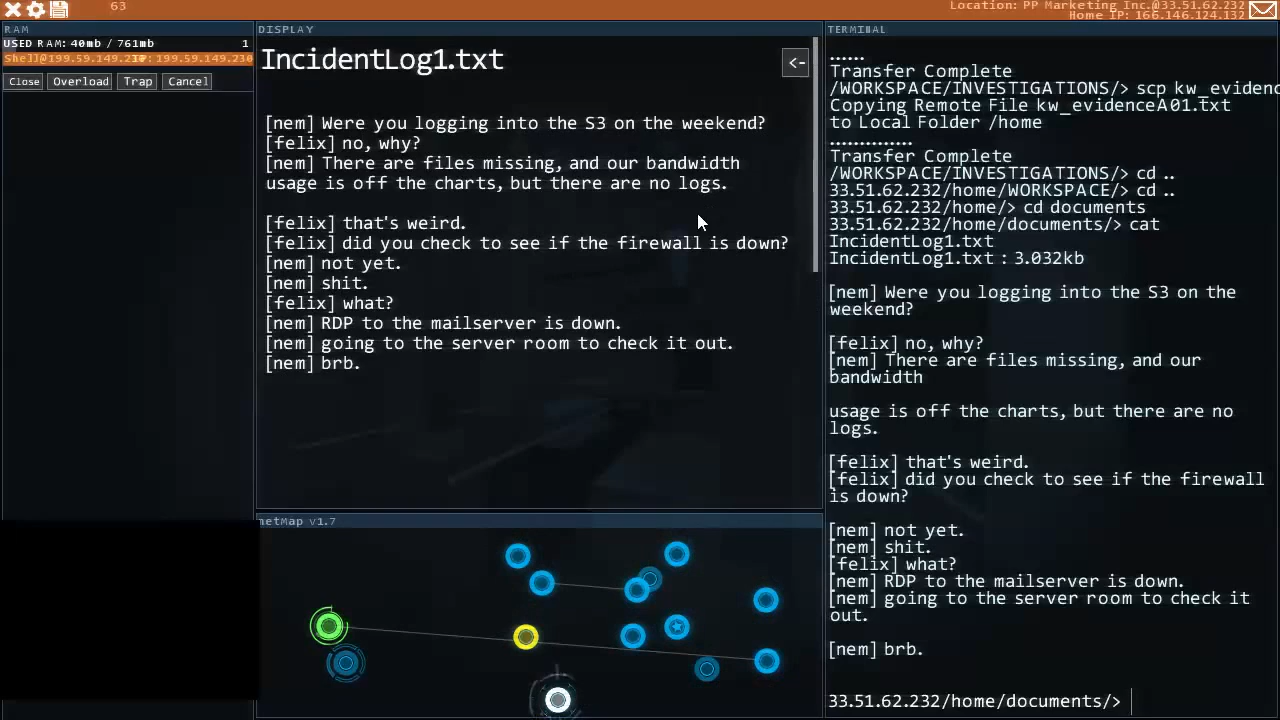 63
Location: PP Marketing Inc.@33.51.62.232
Home IP: 166.146.124.132
RAM
USED RAM: 40mb / 761mb 1
Shell@199.59.149.230 IP: 199.59.149.230
Close Overload Trap Cancel
DISPLAY
IncidentLog1.txt
<-
[nem] Were you logging into the S3 on the weekend?
[felix] no, why?
[nem] There are files missing, and our bandwidth
usage is off the charts, but there are no logs.
[felix] that's weird.
[felix] did you check to see if the firewall is down?
[nem] not yet.
[nem] shit.
[felix] what?
[nem] RDP to the mailserver is down.
[nem] going to the server room to check it out.
[nem] brb.
netMap v1.7
TERMINAL
......
Transfer Complete
/WORKSPACE/INVESTIGATIONS/> scp kw_evidenc
Copying Remote File kw_evidenceA01.txt
to Local Folder /home
..............
Transfer Complete
/WORKSPACE/INVESTIGATIONS/> cd ..
33.51.62.232/home/WORKSPACE/> cd ..
33.51.62.232/home/> cd documents
33.51.62.232/home/documents/> cat
IncidentLog1.txt
IncidentLog1.txt : 3.032kb
[nem] Were you logging into the S3 on the
weekend?
[felix] no, why?
[nem] There are files missing, and our
bandwidth
usage is off the charts, but there are no
logs.
[felix] that's weird.
[felix] did you check to see if the firewall
is down?
[nem] not yet.
[nem] shit.
[felix] what?
[nem] RDP to the mailserver is down.
[nem] going to the server room to check it
out.
[nem] brb.
33.51.62.232/home/documents/>